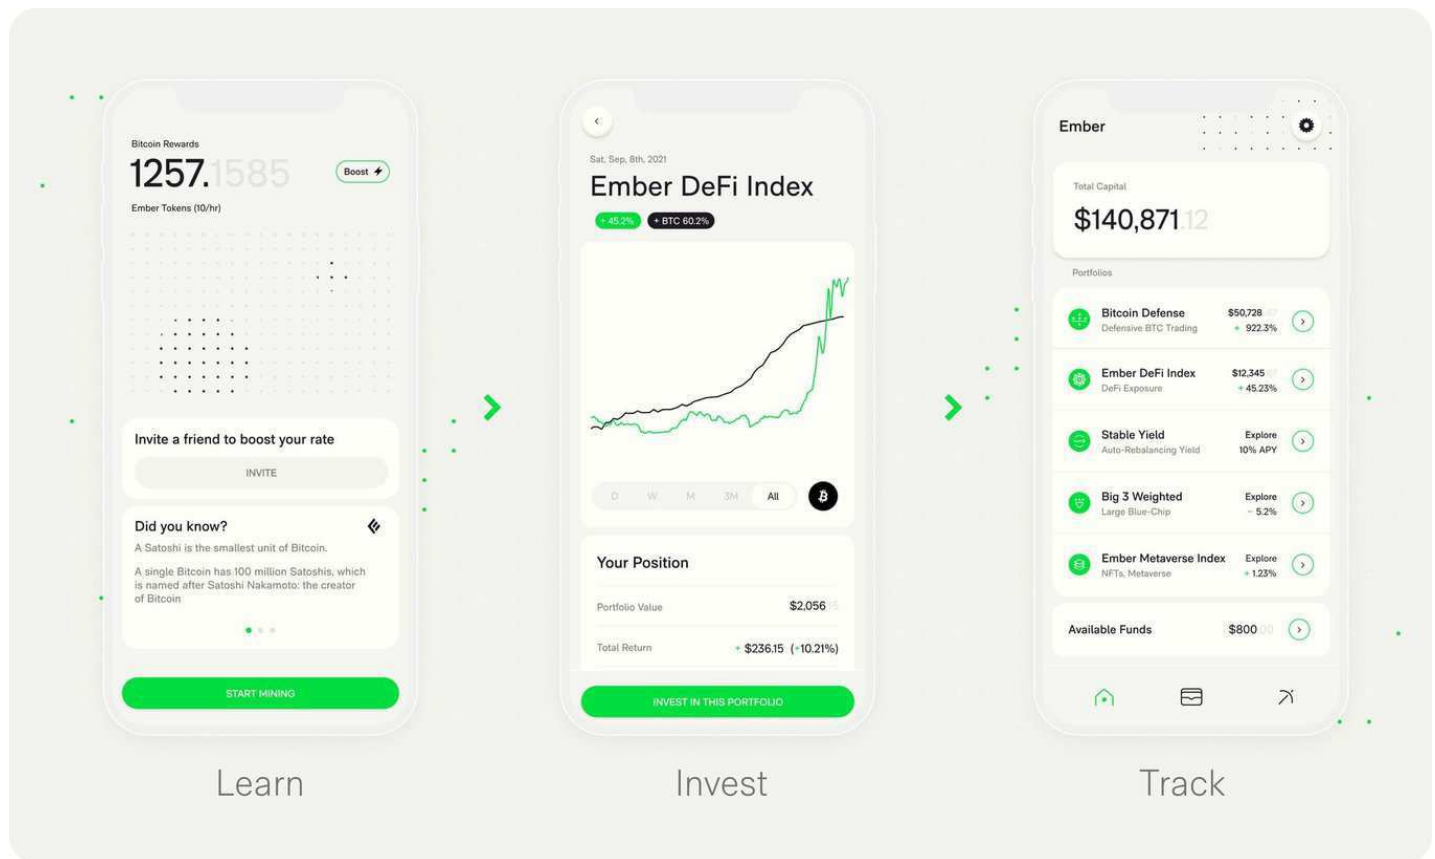 Bitcoin Rewards
1257.1585
Boost
Ember Tokens (10/hr)
Invite a friend to boost your rate
INVITE
Did you know?
A Satoshi is the smallest unit of Bitcoin.
A single Bitcoin has 100 million Satoshis, which
is named after Satoshi Nakamoto: the creator
of Bitcoin
START MINING
Learn
Sat, Sep, 8th, 2021
Ember DeFi Index
+ 45.2% + BTC 60.2%
D W M 3M All
Your Position
Portfolio Value $2,056
Total Return + $236.15 (+10.21%)
INVEST IN THIS PORTFOLIO
Invest
Ember
Total Capital
$140,871.12
Portfolios
Bitcoin Defense $50,728
Defensive BTC Trading + 922.3%
Ember DeFi Index $12,345
DeFi Exposure + 45.23%
Stable Yield Explore
Auto-Rebalancing Yield 10% APY
Big 3 Weighted Explore
Large Blue-Chip - 5.2%
Ember Metaverse Index Explore
NFTs, Metaverse + 1.23%
Available Funds $800.00
Track